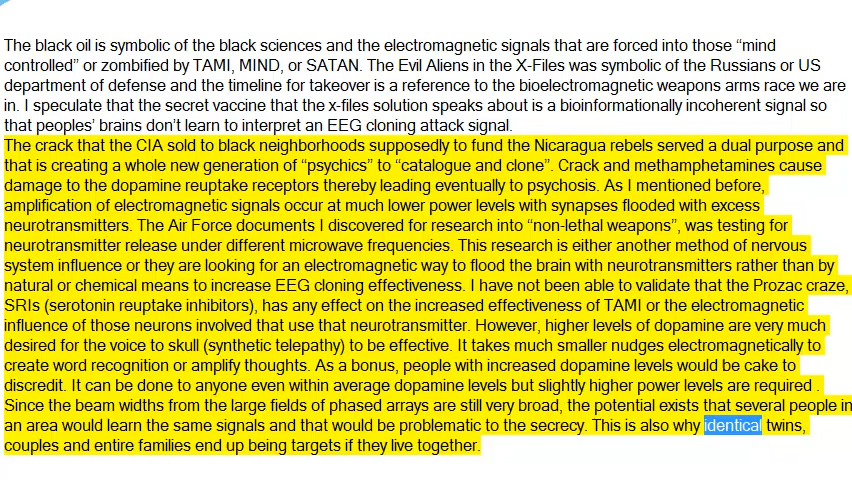 The black oil is symbolic of the black sciences and the electromagnetic signals that are forced into those “mind
controlled” or zombified by TAMI, MIND, or SATAN. The Evil Aliens in the X-Files was symbolic of the Russians or US
department of defense and the timeline for takeover is a reference to the bioelectromagnetic weapons arms race we are
in. I speculate that the secret vaccine that the x-files solution speaks about is a bioinformationally incoherent signal so
that peoples’ brains don’t learn to interpret an EEG cloning attack signal.
The crack that the CIA sold to black neighborhoods supposedly to fund the Nicaragua rebels served a dual purpose and
that is creating a whole new generation of “psychics” to “catalogue and clone”. Crack and methamphetamines cause
damage to the dopamine reuptake receptors thereby leading eventually to psychosis. As I mentioned before,
amplification of electromagnetic signals occur at much lower power levels with synapses flooded with excess
neurotransmitters. The Air Force documents I discovered for research into “non-lethal weapons”, was testing for
neurotransmitter release under different microwave frequencies. This research is either another method of nervous
system influence or they are looking for an electromagnetic way to flood the brain with neurotransmitters rather than by
natural or chemical means to increase EEG cloning effectiveness. I have not been able to validate that the Prozac craze,
SRIs (serotonin reuptake inhibitors), has any effect on the increased effectiveness of TAMI or the electromagnetic
influence of those neurons involved that use that neurotransmitter. However, higher levels of dopamine are very much
desired for the voice to skull (synthetic telepathy) to be effective. It takes much smaller nudges electromagnetically to
create word recognition or amplify thoughts. As a bonus, people with increased dopamine levels would be cake to
discredit. It can be done to anyone even within average dopamine levels but slightly higher power levels are required .
Since the beam widths from the large fields of phased arrays are still very broad, the potential exists that several people in
an area would learn the same signals and that would be problematic to the secrecy. This is also why identical twins,
couples and entire families end up being targets if they live together.